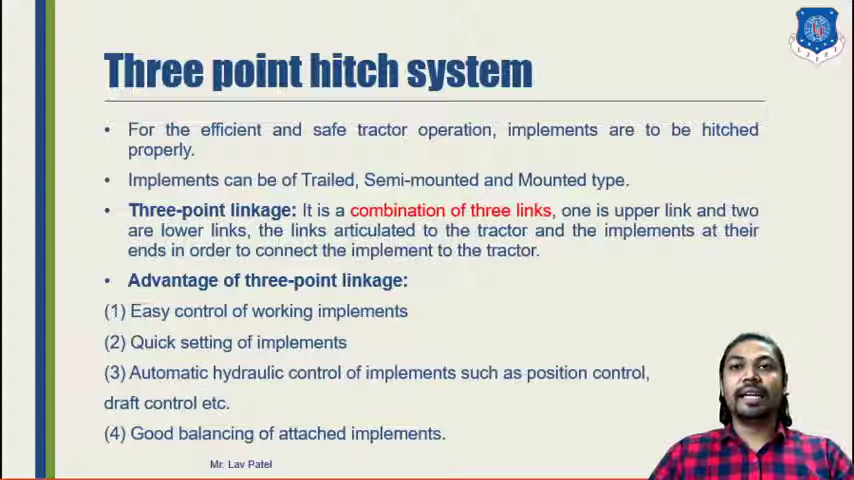 Three point hitch system
• For the efficient and safe tractor operation, implements are to be hitched
properly.
• Implements can be of Trailed, Semi-mounted and Mounted type.
• Three-point linkage: It is a combination of three links, one is upper link and two
are lower links, the links articulated to the tractor and the implements at their
ends in order to connect the implement to the tractor.
• Advantage of three-point linkage:
(1) Easy control of working implements
(2) Quick setting of implements
(3) Automatic hydraulic control of implements such as position control,
draft control etc.
(4) Good balancing of attached implements.
Mr. Lav Patel